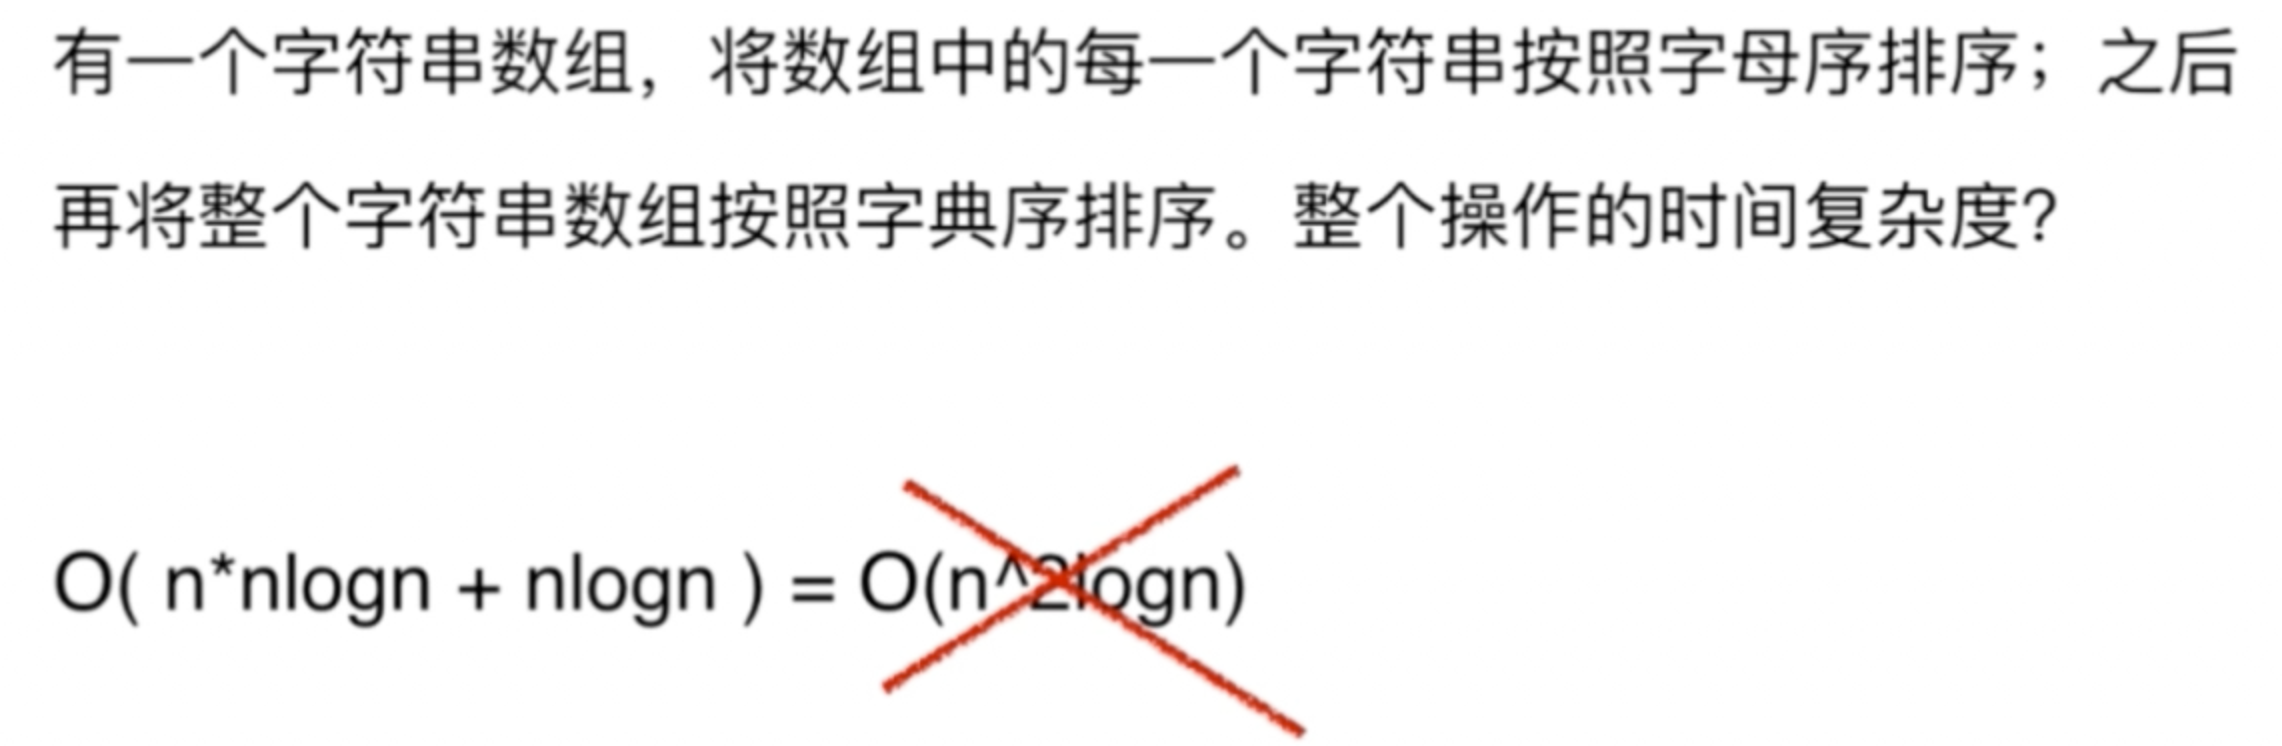 有一个字符串数组，将数组中的每一个字符串按照字母序排序；之后
再将整个字符串数组按照字典序排序。整个操作的时间复杂度？
O( n*nlogn + nlogn ) = O(n^2logn)